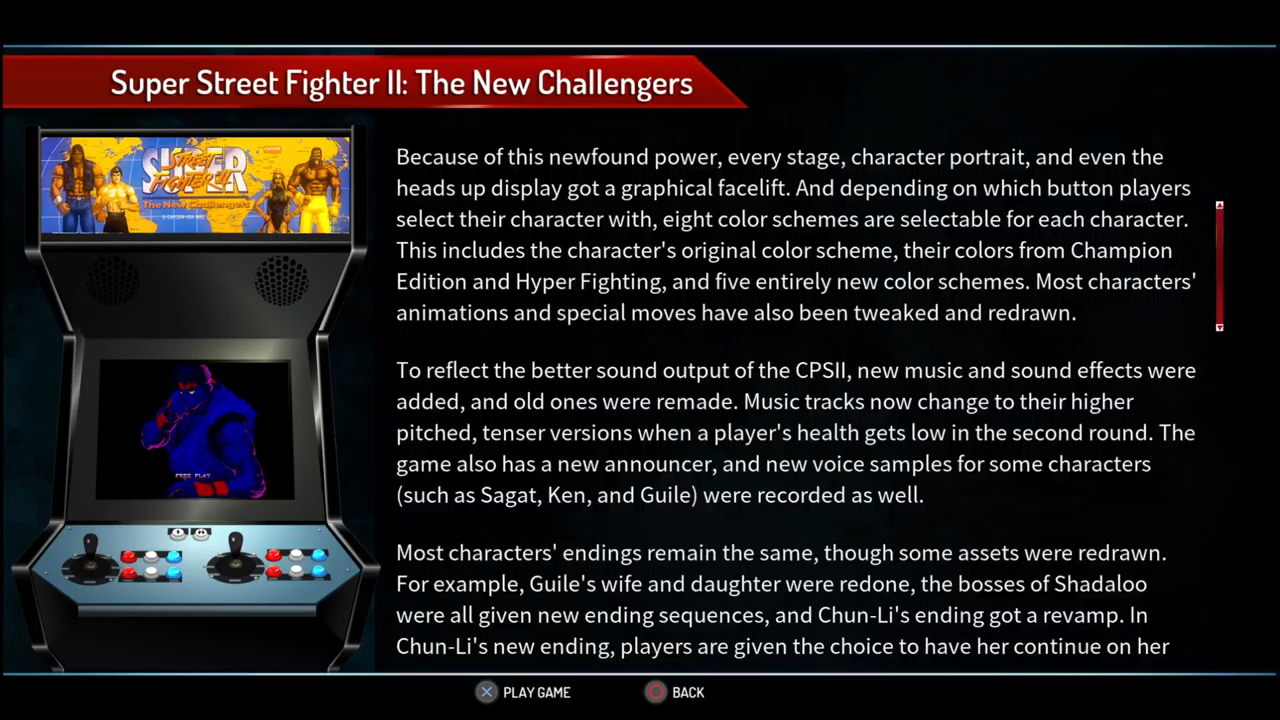 Super Street Fighter II: The New Challengers
SUPER
STREET
FIGHTER II
The New Challengers
Because of this newfound power, every stage, character portrait, and even the
heads up display got a graphical facelift. And depending on which button players
select their character with, eight color schemes are selectable for each character.
This includes the character's original color scheme, their colors from Champion
Edition and Hyper Fighting, and five entirely new color schemes. Most characters'
animations and special moves have also been tweaked and redrawn.
To reflect the better sound output of the CPSII, new music and sound effects were
added, and old ones were remade. Music tracks now change to their higher
pitched, tenser versions when a player's health gets low in the second round. The
game also has a new announcer, and new voice samples for some characters
(such as Sagat, Ken, and Guile) were recorded as well.
FREE PLAY
Most characters' endings remain the same, though some assets were redrawn.
For example, Guile's wife and daughter were redone, the bosses of Shadaloo
were all given new ending sequences, and Chun-Li's ending got a revamp. In
Chun-Li's new ending, players are given the choice to have her continue on her
PLAY GAME
BACK